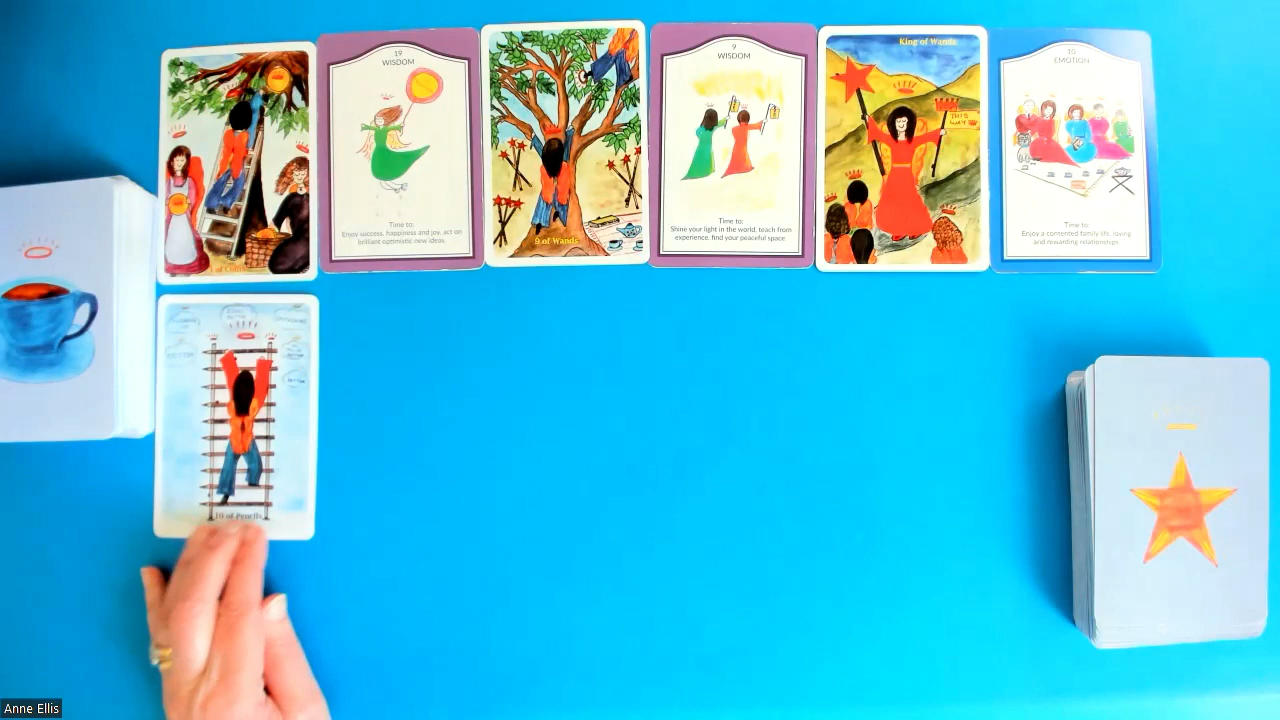 19
WISDOM
Time to:
Enjoy success, happiness and joy, act on
brilliant optimistic new ideas.
9 of Wands
9
WISDOM
Time to:
Shine your light in the world, teach from
experience, find your peaceful space
King of Wands
THIS
WAY
10
EMOTION
Time to:
Enjoy a contented family life, loving
and rewarding relationships
10 of Pencils
Anne Ellis